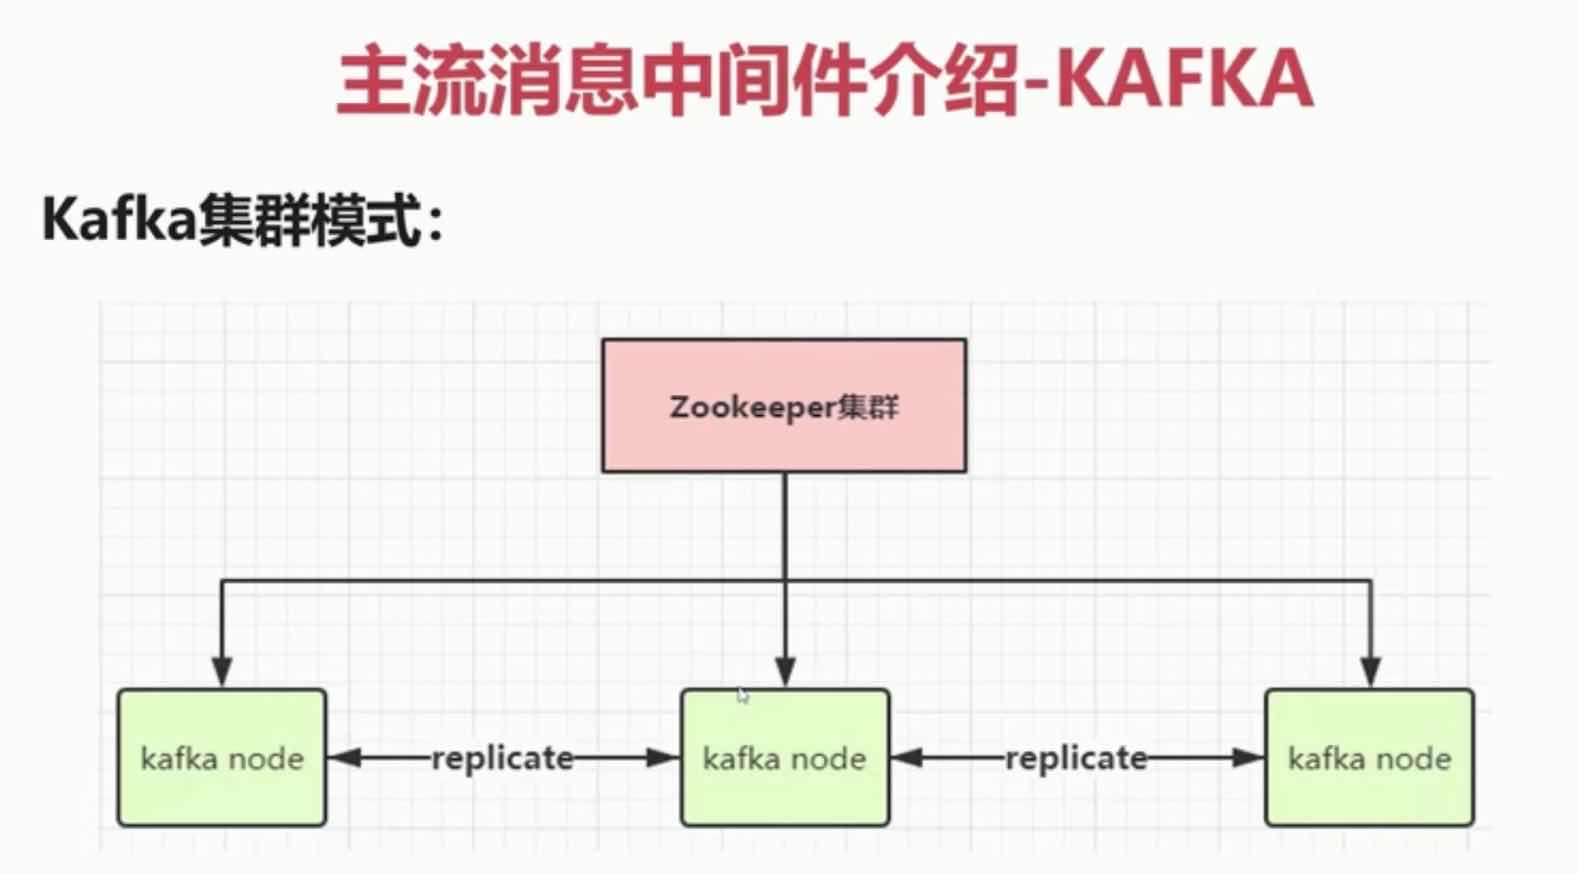 主流消息中间件介绍-KAFKA
Kafka集群模式：
Zookeeper集群
kafka node
replicate
kafka node
replicate
kafka node